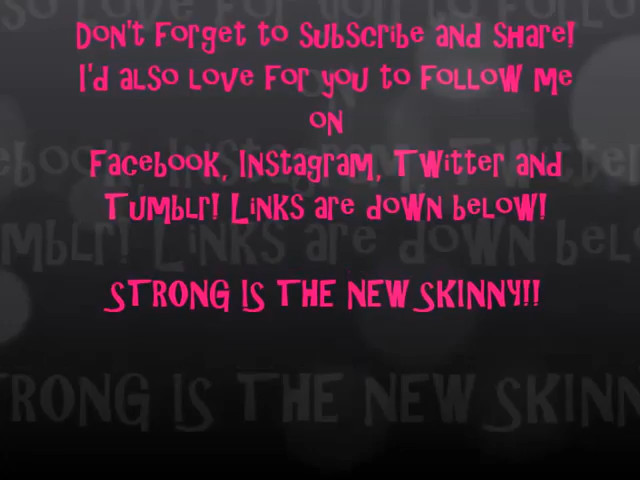 Don't Forget to Subscribe and Share!
I'd also love for you to follow me
on
Facebook, Instagram, Twitter and
Tumblr! Links are down below!
STRONG IS THE NEW SKINNY!!